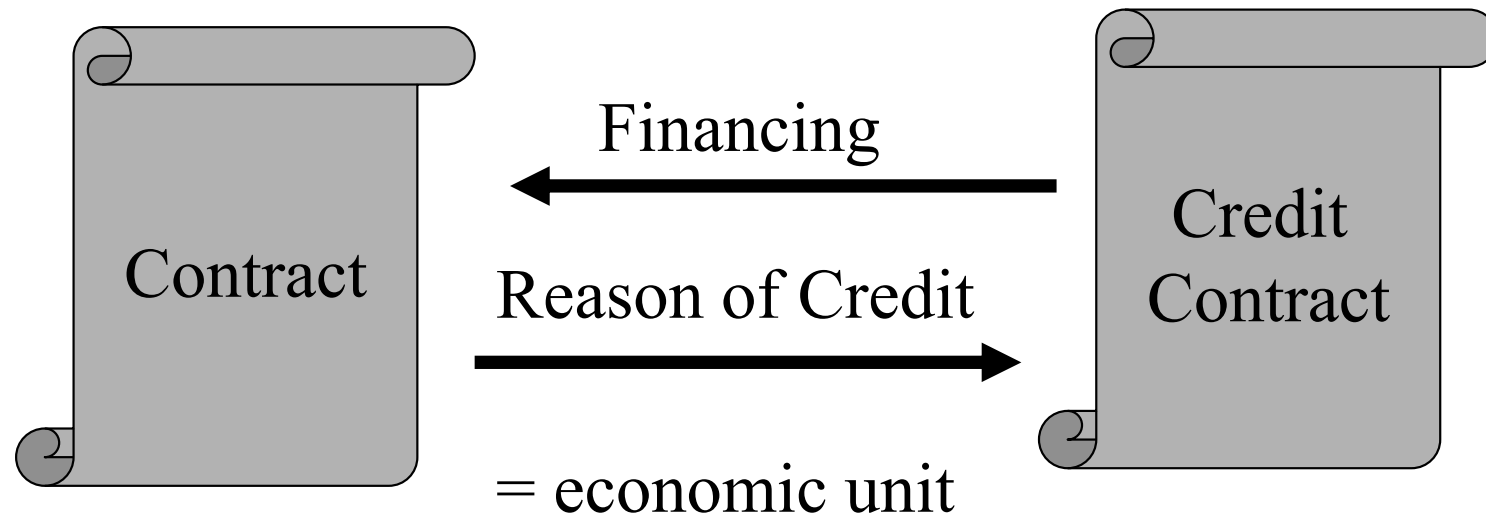 Financing
Contract
Reason of Credit
Credit
Contract
= economic unit